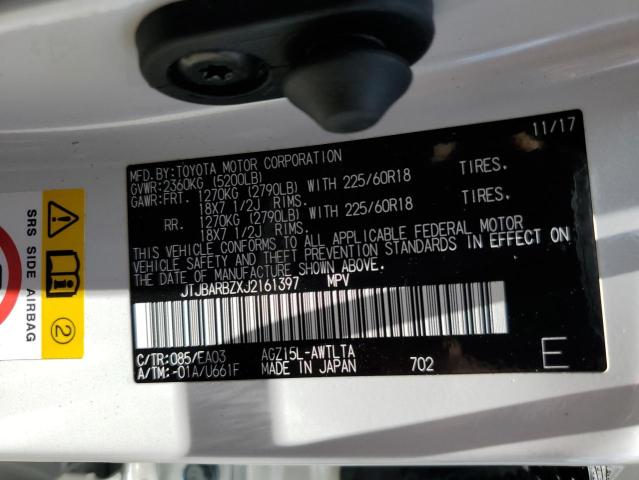 11/17
MFD.BY:TOYOTA MOTOR CORPORATION
GVWR:2360KG (5200LB)
GAWR:FRT. 1270KG (2790LB) WITH 225/60R18 TIRES.
18X7 1/2J RIMS.
RR. 1270KG (2790LB) WITH 225/60R18 TIRES.
18X7 1/2J RIMS.
THIS VEHICLE CONFORMS TO ALL APPLICABLE FEDERAL MOTOR
VEHICLE SAFETY AND THEFT PREVENTION STANDARDS IN EFFECT ON
THE DATE OF MANUFACTURE SHOWN ABOVE.
JTJBARBZXJ2161397 MPV
C/TR:085/EA03 AGZ15L-AWTLTA
A/TM:-01A/U661F MADE IN JAPAN 702 E
SRS SIDE AIRBAG
2